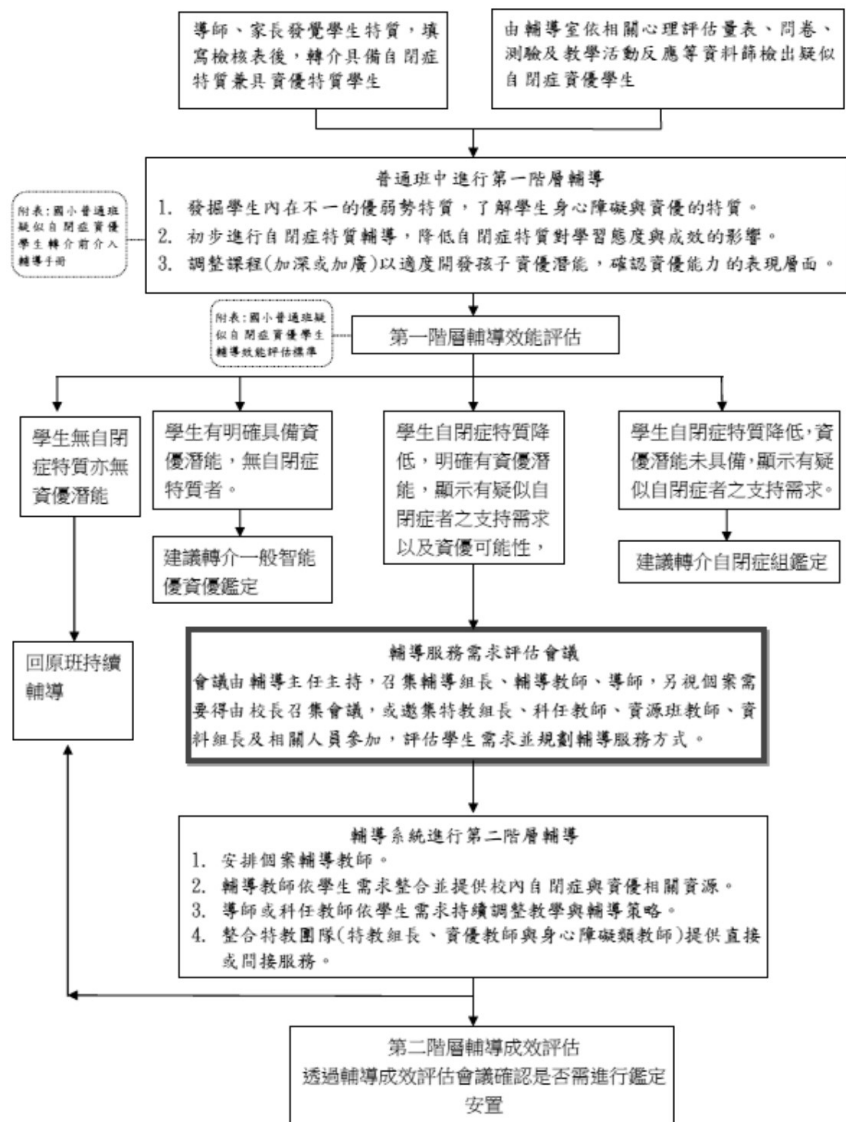 導師、家長發覺學生特質，填
寫檢核表後，轉介具備自閉症
特質兼具資優特質學生
由輔導室依相關心理評估量表、問卷、
測驗及教學活動反應等資料篩檢出疑似
自閉症資優學生
普通班中進行第一階層輔導
1. 發掘學生內在不一的優弱勢特質，了解學生身心障礙與資優的特質。
2. 初步進行自閉症特質輔導，降低自閉症特質對學習態度與成效的影響。
3. 調整課程(加深或加廣)以適度開發孩子資優潛能，確認資優能力的表現層面。
附表：國小普通班
疑似自閉症資優
學生轉介前介入
輔導手冊
附表：國小普通班疑
似自閉症資優學生
輔導效能評估標準
第一階層輔導效能評估
學生無自閉
症特質亦無
資優潛能
學生有明確具備資
優潛能，無自閉症
特質者。
學生自閉症特質降
低，明確有資優潛
能，顯示有疑似自
閉症者之支持需求
以及資優可能性，
學生自閉症特質降低，資
優潛能未具備，顯示有疑
似自閉症者之支持需求。
建議轉介一般智能
優資優鑑定
建議轉介自閉症組鑑定
回原班持續
輔導
輔導服務需求評估會議
會議由輔導主任主持，召集輔導組長、輔導教師、導師，另視個案需
要得由校長召集會議，或邀集特教組長、科任教師、資源班教師、資
料組長及相關人員參加，評估學生需求並規劃輔導服務方式。
輔導系統進行第二階層輔導
1. 安排個案輔導教師。
2. 輔導教師依學生需求整合並提供校內自閉症與資優相關資源。
3. 導師或科任教師依學生需求持續調整教學與輔導策略。
4. 整合特教團隊(特教組長、資優教師與身心障礙類教師)提供直接
或間接服務。
第二階層輔導成效評估
透過輔導成效評估會議確認是否需進行鑑定
安置